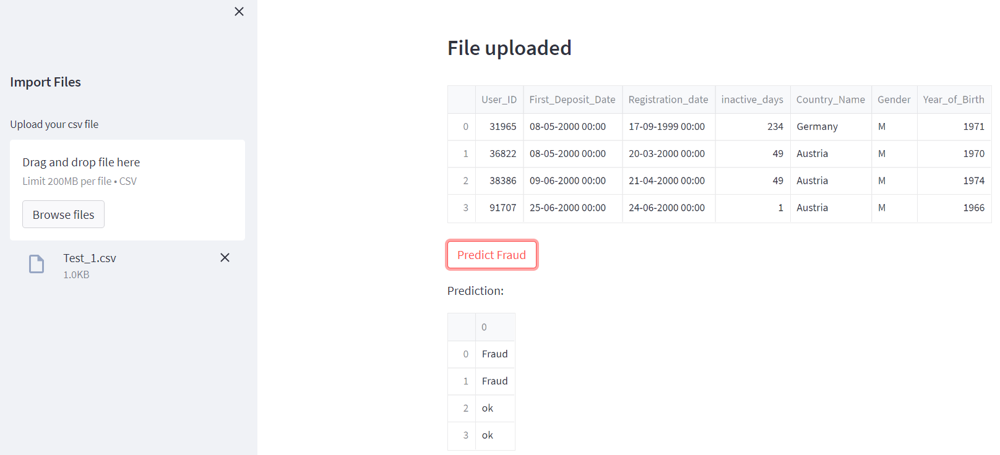 Import Files
Upload your csv file
Drag and drop file here
Limit 200MB per file • CSV
Browse files
Test_1.csv
1.0KB
File uploaded
User_ID First_Deposit_Date Registration_date inactive_days Country_Name Gender Year_of_Birth
0 31965 08-05-2000 00:00 17-09-1999 00:00 234 Germany M 1971
1 36822 08-05-2000 00:00 20-03-2000 00:00 49 Austria M 1970
2 38386 09-06-2000 00:00 21-04-2000 00:00 49 Austria M 1974
3 91707 25-06-2000 00:00 24-06-2000 00:00 1 Austria M 1966
Predict Fraud
Prediction:
0
0 Fraud
1 Fraud
2 ok
3 ok